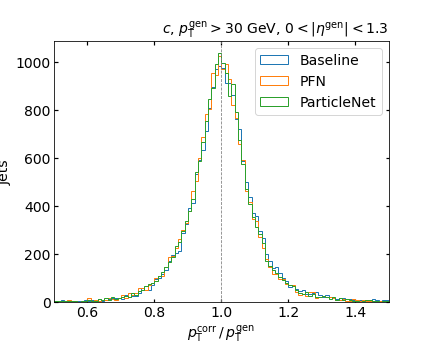 c, p_T^gen > 30 GeV, 0 < |η^gen| < 1.3
Baseline
PFN
ParticleNet
1000
800
600
400
200
0
Jets
0.6 0.8 1.0 1.2 1.4
p_T^corr / p_T^gen